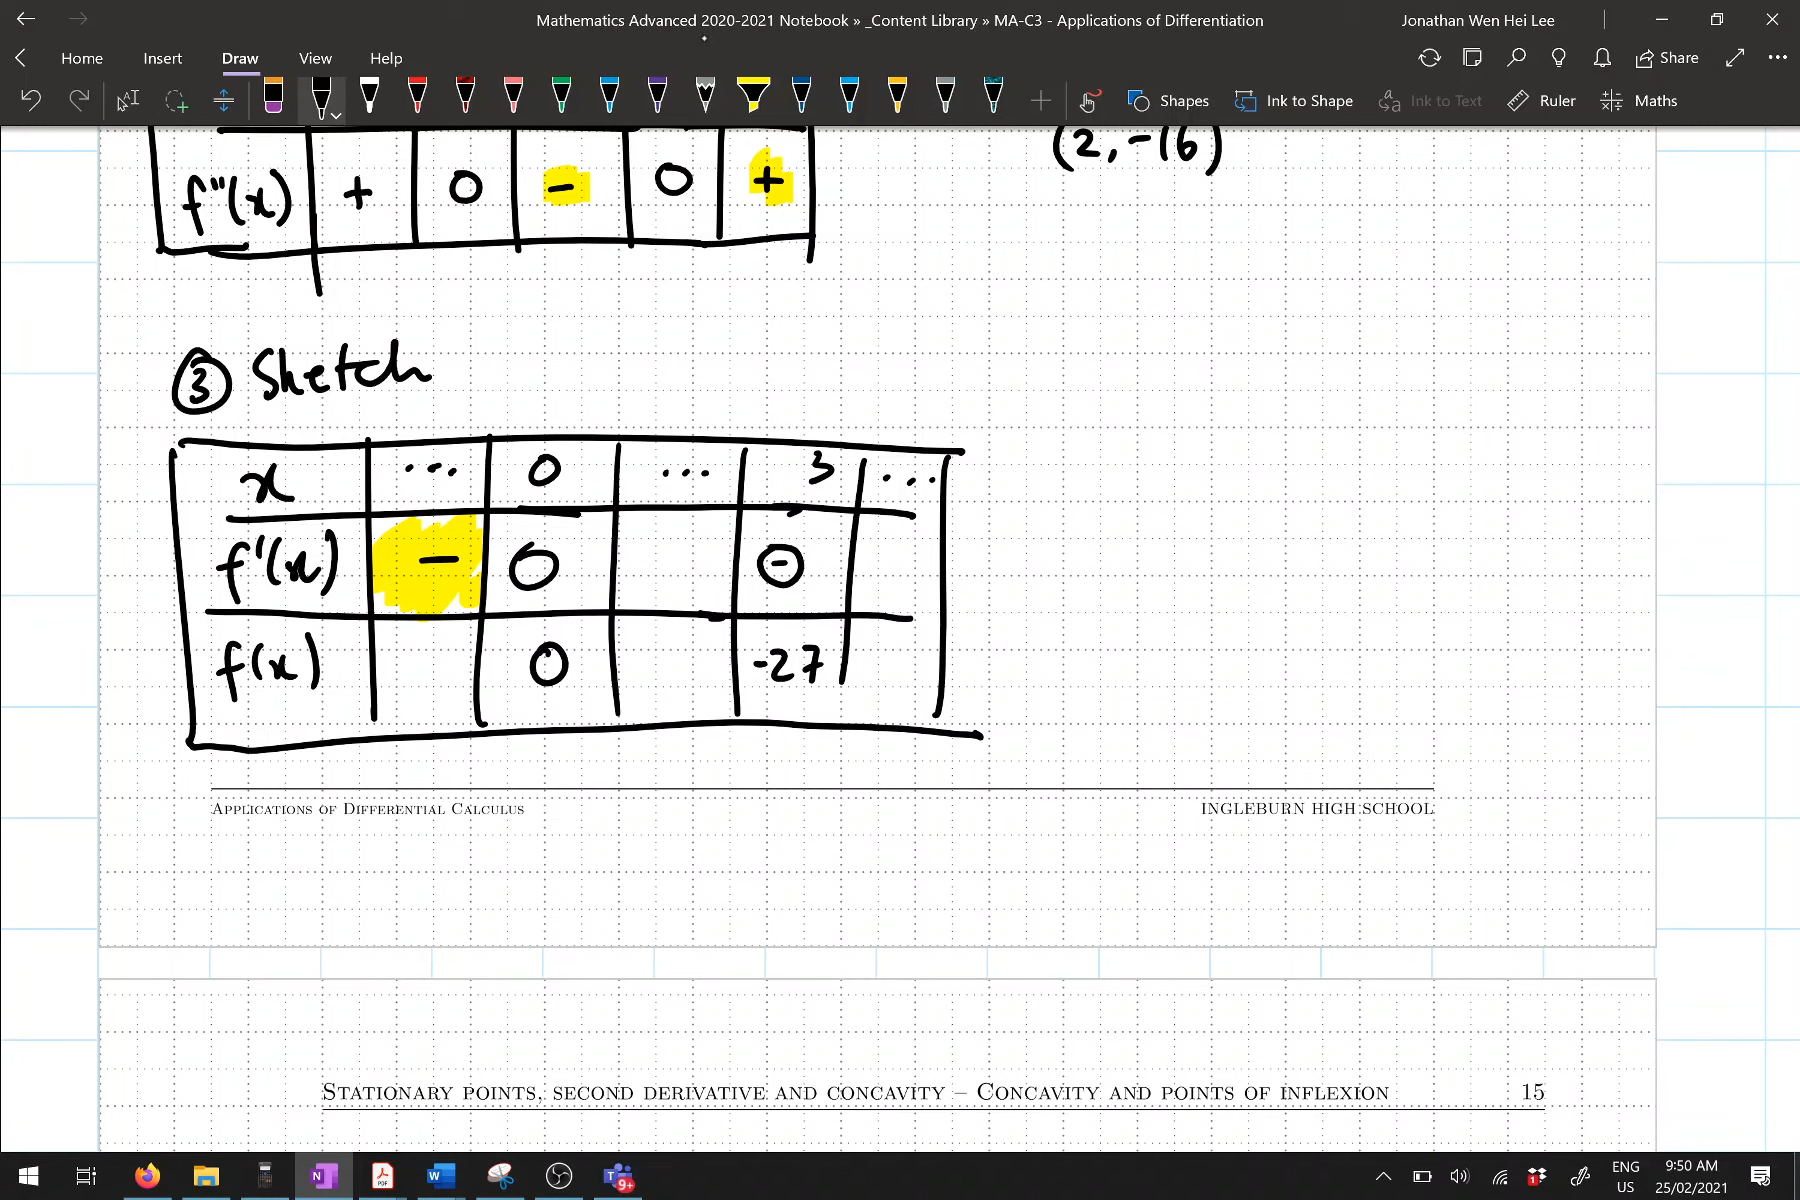 Mathematics Advanced 2020-2021 Notebook » _Content Library » MA-C3 - Applications of Differentiation
Jonathan Wen Hei Lee
Home Insert Draw View Help
Share
Shapes Ink to Shape Ink to Text Ruler Maths
(2, -16)
f"(x) + 0 - 0 +
③ Sketch
x ... 0 ... 3 ...
f'(x) - 0 ⊖
f(x) 0 -27
Applications of Differential Calculus INGLEBURN HIGH SCHOOL
Stationary points, second derivative and concavity – Concavity and points of inflexion 15
ENG
US
9:50 AM
25/02/2021
9+